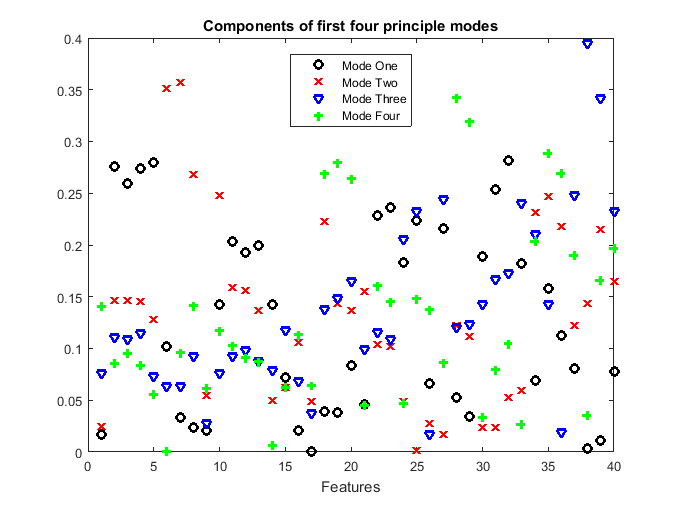 Components of first four principle modes
0.4
0.35
0.3
0.25
0.2
0.15
0.1
0.05
0
Mode One
Mode Two
Mode Three
Mode Four
0 5 10 15 20 25 30 35 40
Features